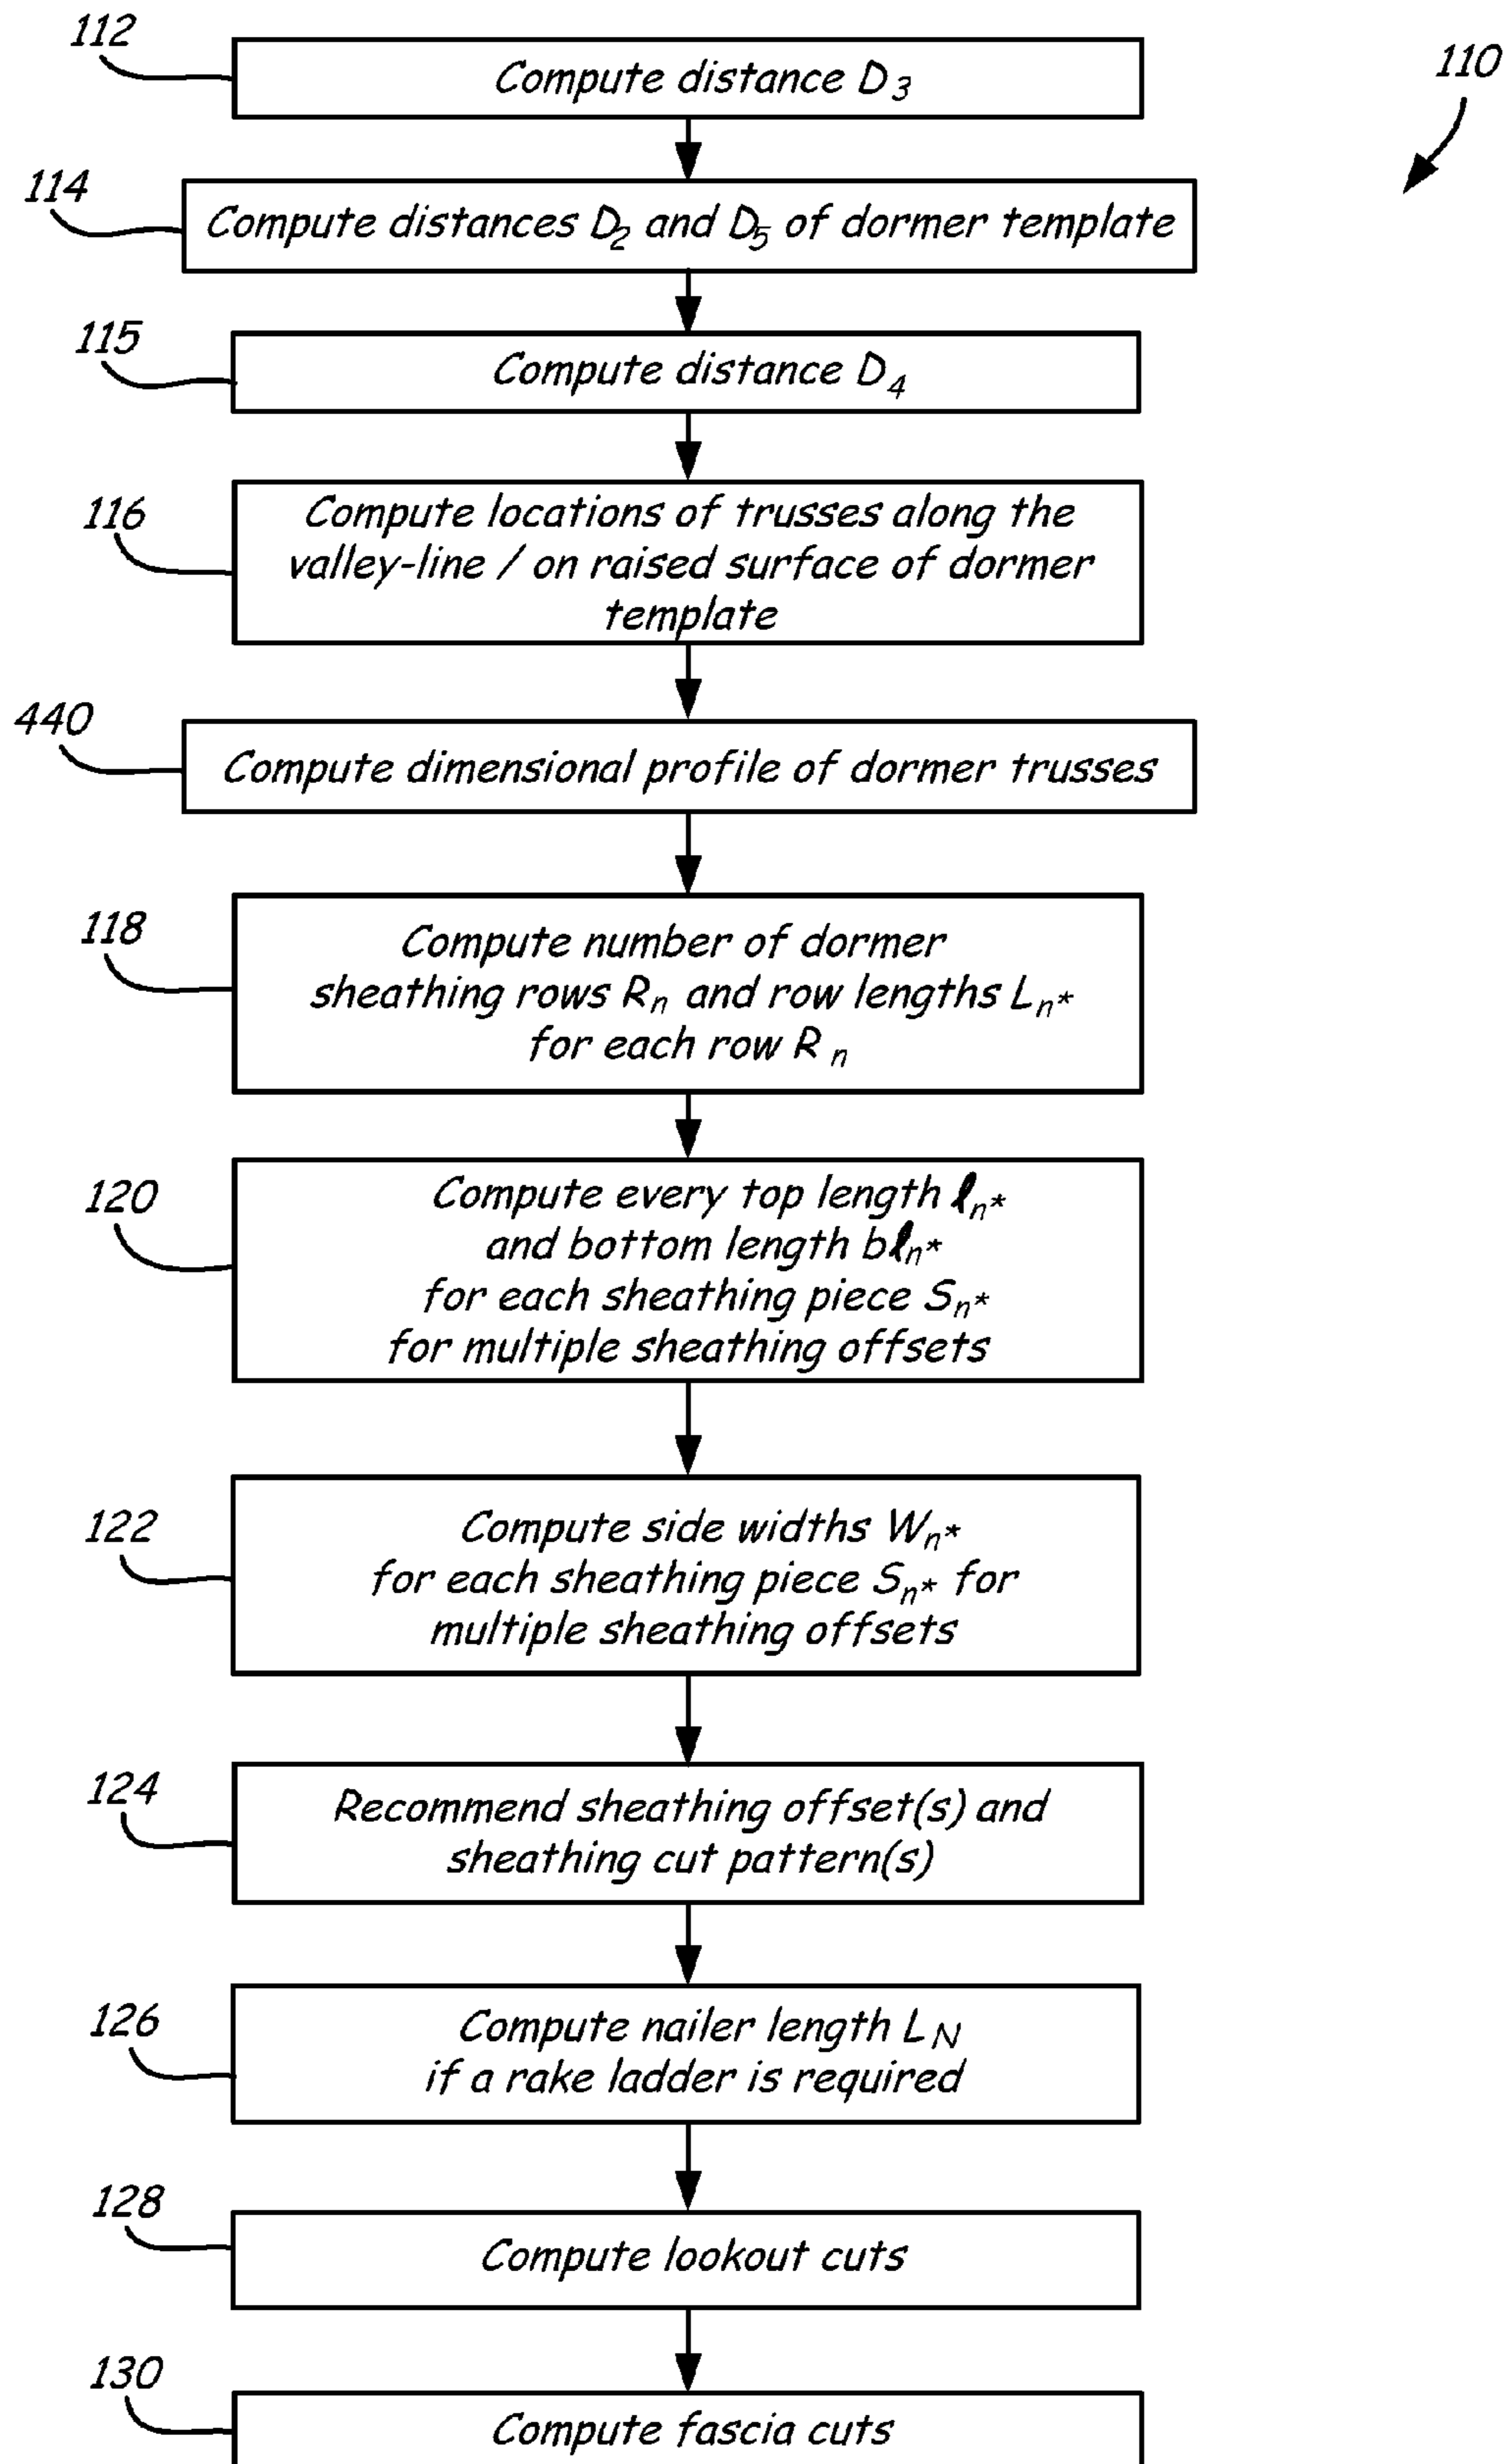 112
Compute distance D3
110
114
Compute distances D2 and D5 of dormer template
115
Compute distance D4
116
Compute locations of trusses along the
valley-line / on raised surface of dormer
template
440
Compute dimensional profile of dormer trusses
118
Compute number of dormer
sheathing rows Rn and row lengths Ln*
for each row Rn
120
Compute every top length ℓn*
and bottom length bℓn*
for each sheathing piece Sn*
for multiple sheathing offsets
122
Compute side widths Wn*
for each sheathing piece Sn* for
multiple sheathing offsets
124
Recommend sheathing offset(s) and
sheathing cut pattern(s)
126
Compute nailer length LN
if a rake ladder is required
128
Compute lookout cuts
130
Compute fascia cuts